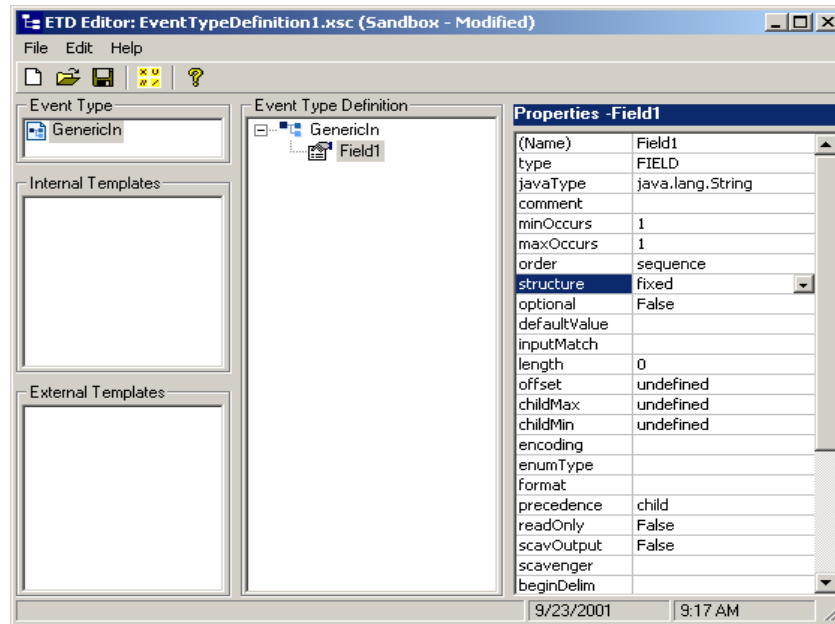 ETD Editor: EventTypeDefinition1.xsc (Sandbox - Modified)
File Edit Help
Event Type
GenericIn
Internal Templates
External Templates
Event Type Definition
GenericIn
Field1
Properties -Field1
(Name) Field1
type FIELD
javaType java.lang.String
comment
minOccurs 1
maxOccurs 1
order sequence
structure fixed
optional False
defaultValue
inputMatch
length 0
offset undefined
childMax undefined
childMin undefined
encoding
enumType
format
precedence child
readOnly False
scavOutput False
scavenger
beginDelim
9/23/2001 9:17 AM